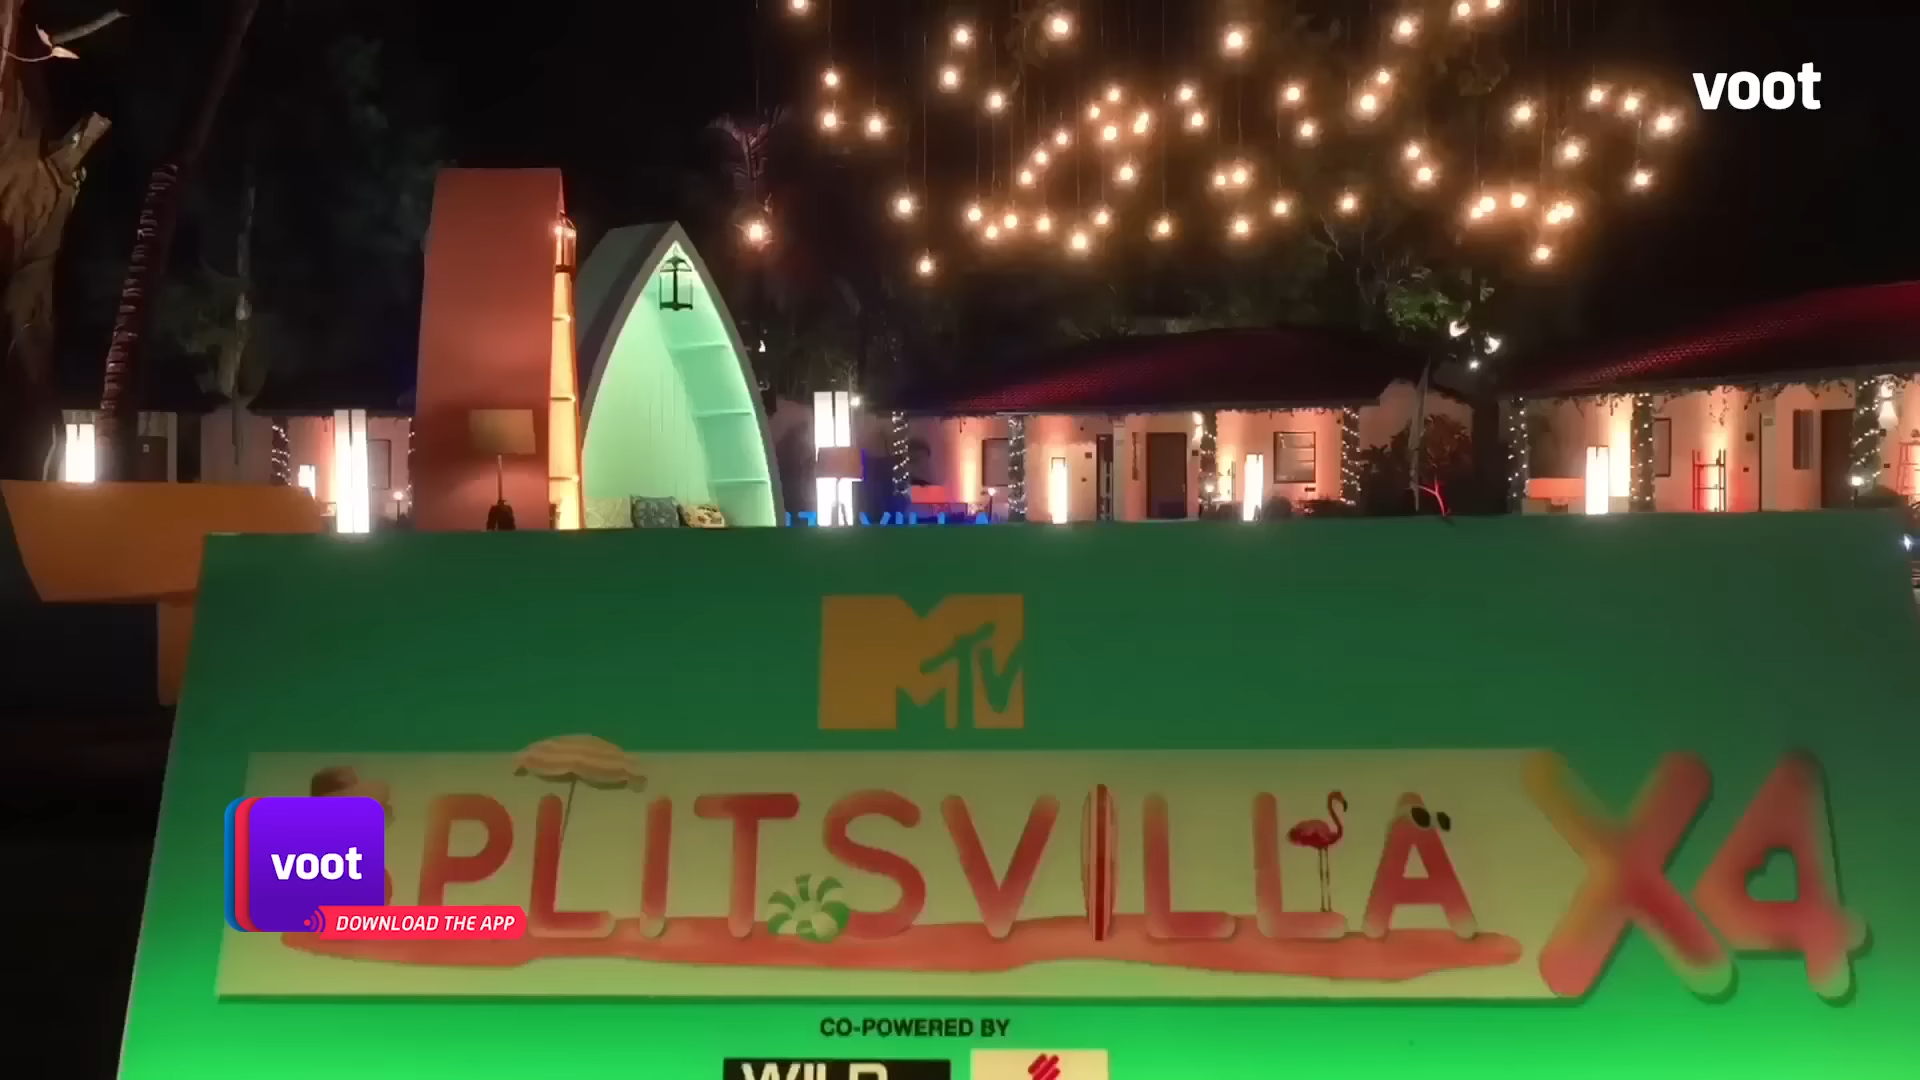 voot
MTV
SPLITSVILLA X4
voot
DOWNLOAD THE APP
CO-POWERED BY